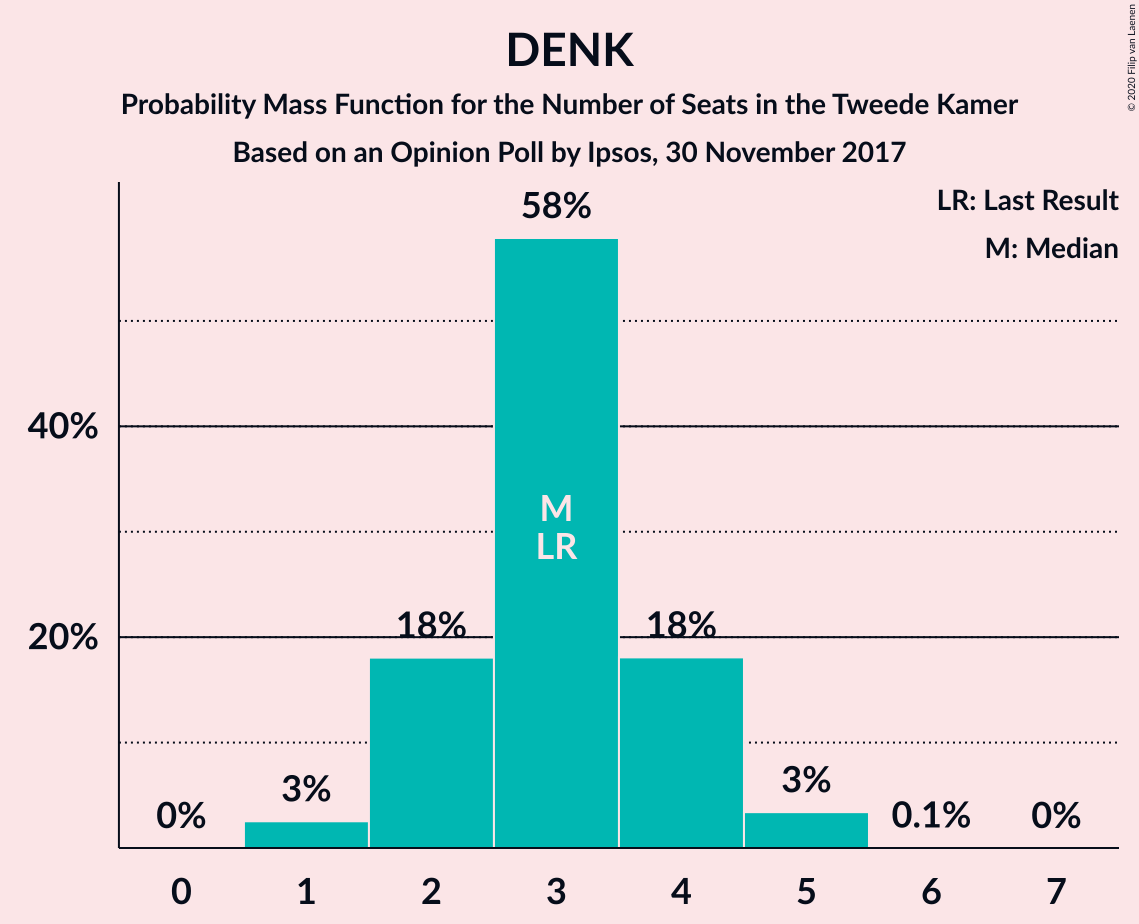 DENK
Probability Mass Function for the Number of Seats in the Tweede Kamer
Based on an Opinion Poll by Ipsos, 30 November 2017
© 2020 Filip van Laenen
LR: Last Result
M: Median
58%
40%
M
LR
18%
18%
20%
3%
3%
0%
0.1%
0%
0 1 2 3 4 5 6 7